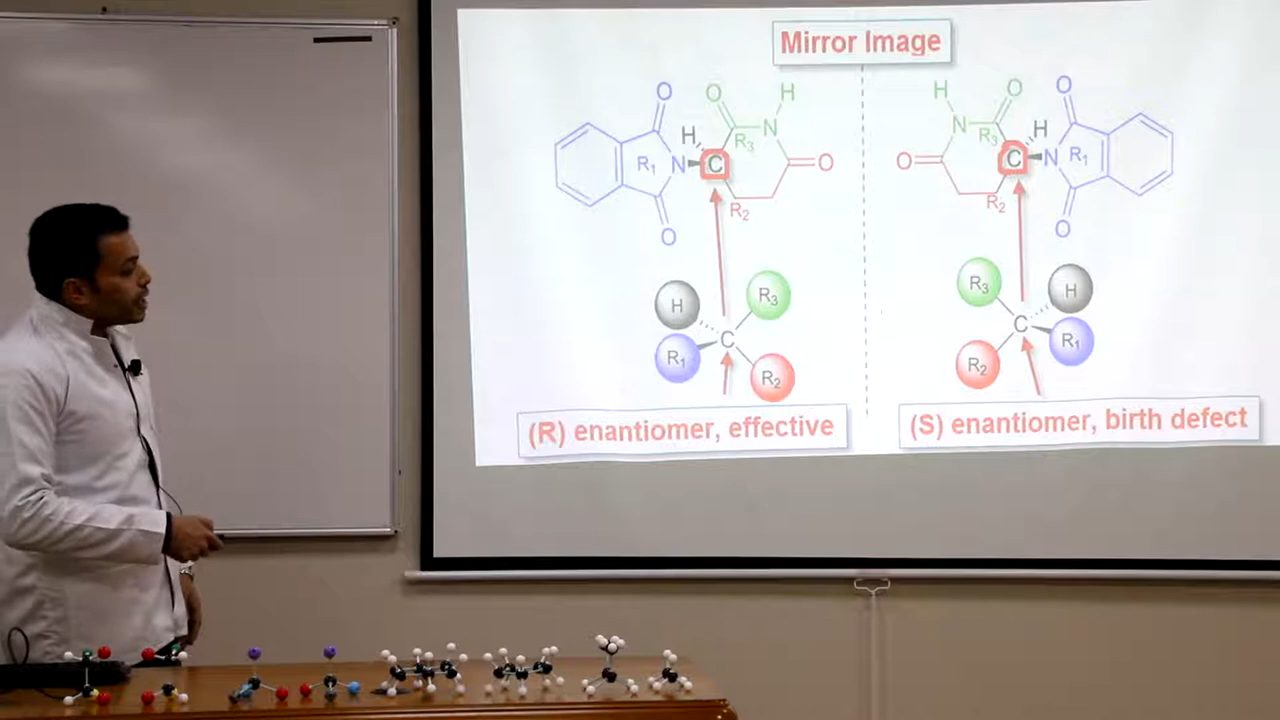 Mirror Image
O
O
H
H
R1
N
C
R3
N
O
R2
O
H
O
O
N
R3
H
O
C
N
R1
R2
O
H
R3
C
R1
R2
R3
H
C
R1
R2
(R) enantiomer, effective
(S) enantiomer, birth defect